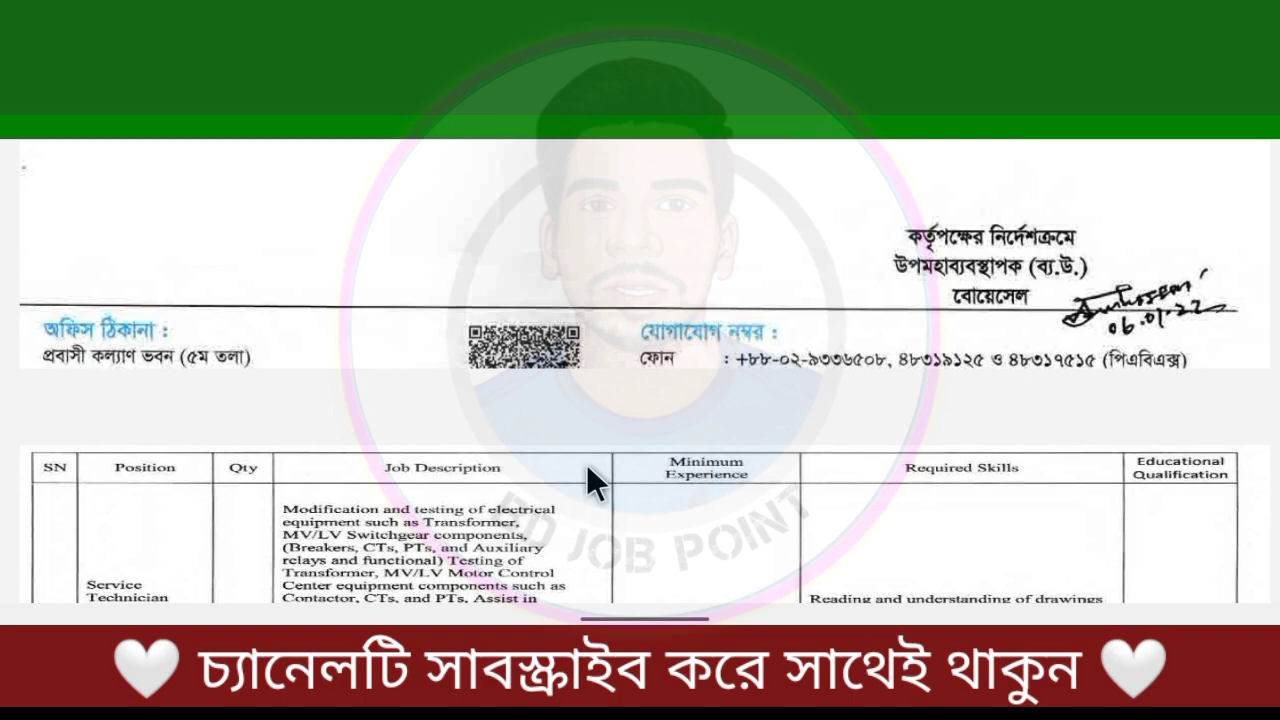 কর্তৃপক্ষের নির্দেশক্রমে
উপমহাব্যবস্থাপক (ব্য.উ.)
বোয়েসেল
০৬.০১.২২
অফিস ঠিকানা :
প্রবাসী কল্যাণ ভবন (৫ম তলা)
যোগাযোগ নম্বর :
ফোন : +৮৮-০২-৯৩৩৬৫০৮, ৪৮৩১৯১২৫ ও ৪৮৩১৭৫১৫ (পিএবিএক্স)
SN Position Qty Job Description Minimum Experience Required Skills Educational Qualification
Modification and testing of electrical
equipment such as Transformer,
MV/LV Switchgear components,
(Breakers, CTs, PTs, and Auxiliary
relays and functional) Testing of
Transformer, MV/LV Motor Control
Center equipment components such as
Contactor, CTs, and PTs, Assist in
Service
Technician
Reading and understanding of drawings
BD JOB POINT
🤍 চ্যানেলটি সাবস্ক্রাইব করে সাথেই থাকুন 🤍